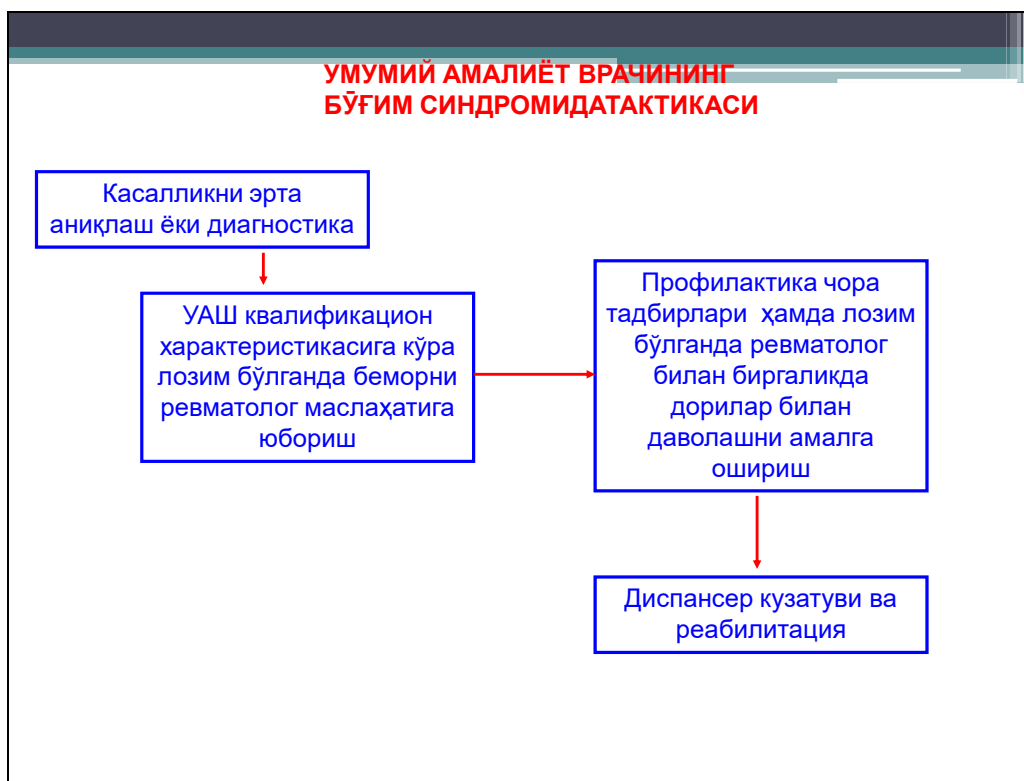 УМУМИЙ АМАЛИЁТ ВРАЧИНИНГ
БЎҒИМ СИНДРОМИДАТАКТИКАСИ
Касалликни эрта
аниқлаш ёки диагностика
УАШ квалификацион
характеристикасига кўра
лозим бўлганда беморни
ревматолог маслаҳатига
юбориш
Профилактика чора
тадбирлари ҳамда лозим
бўлганда ревматолог
билан биргаликда
дорилар билан
даволашни амалга
ошириш
Диспансер кузатуви ва
реабилитация